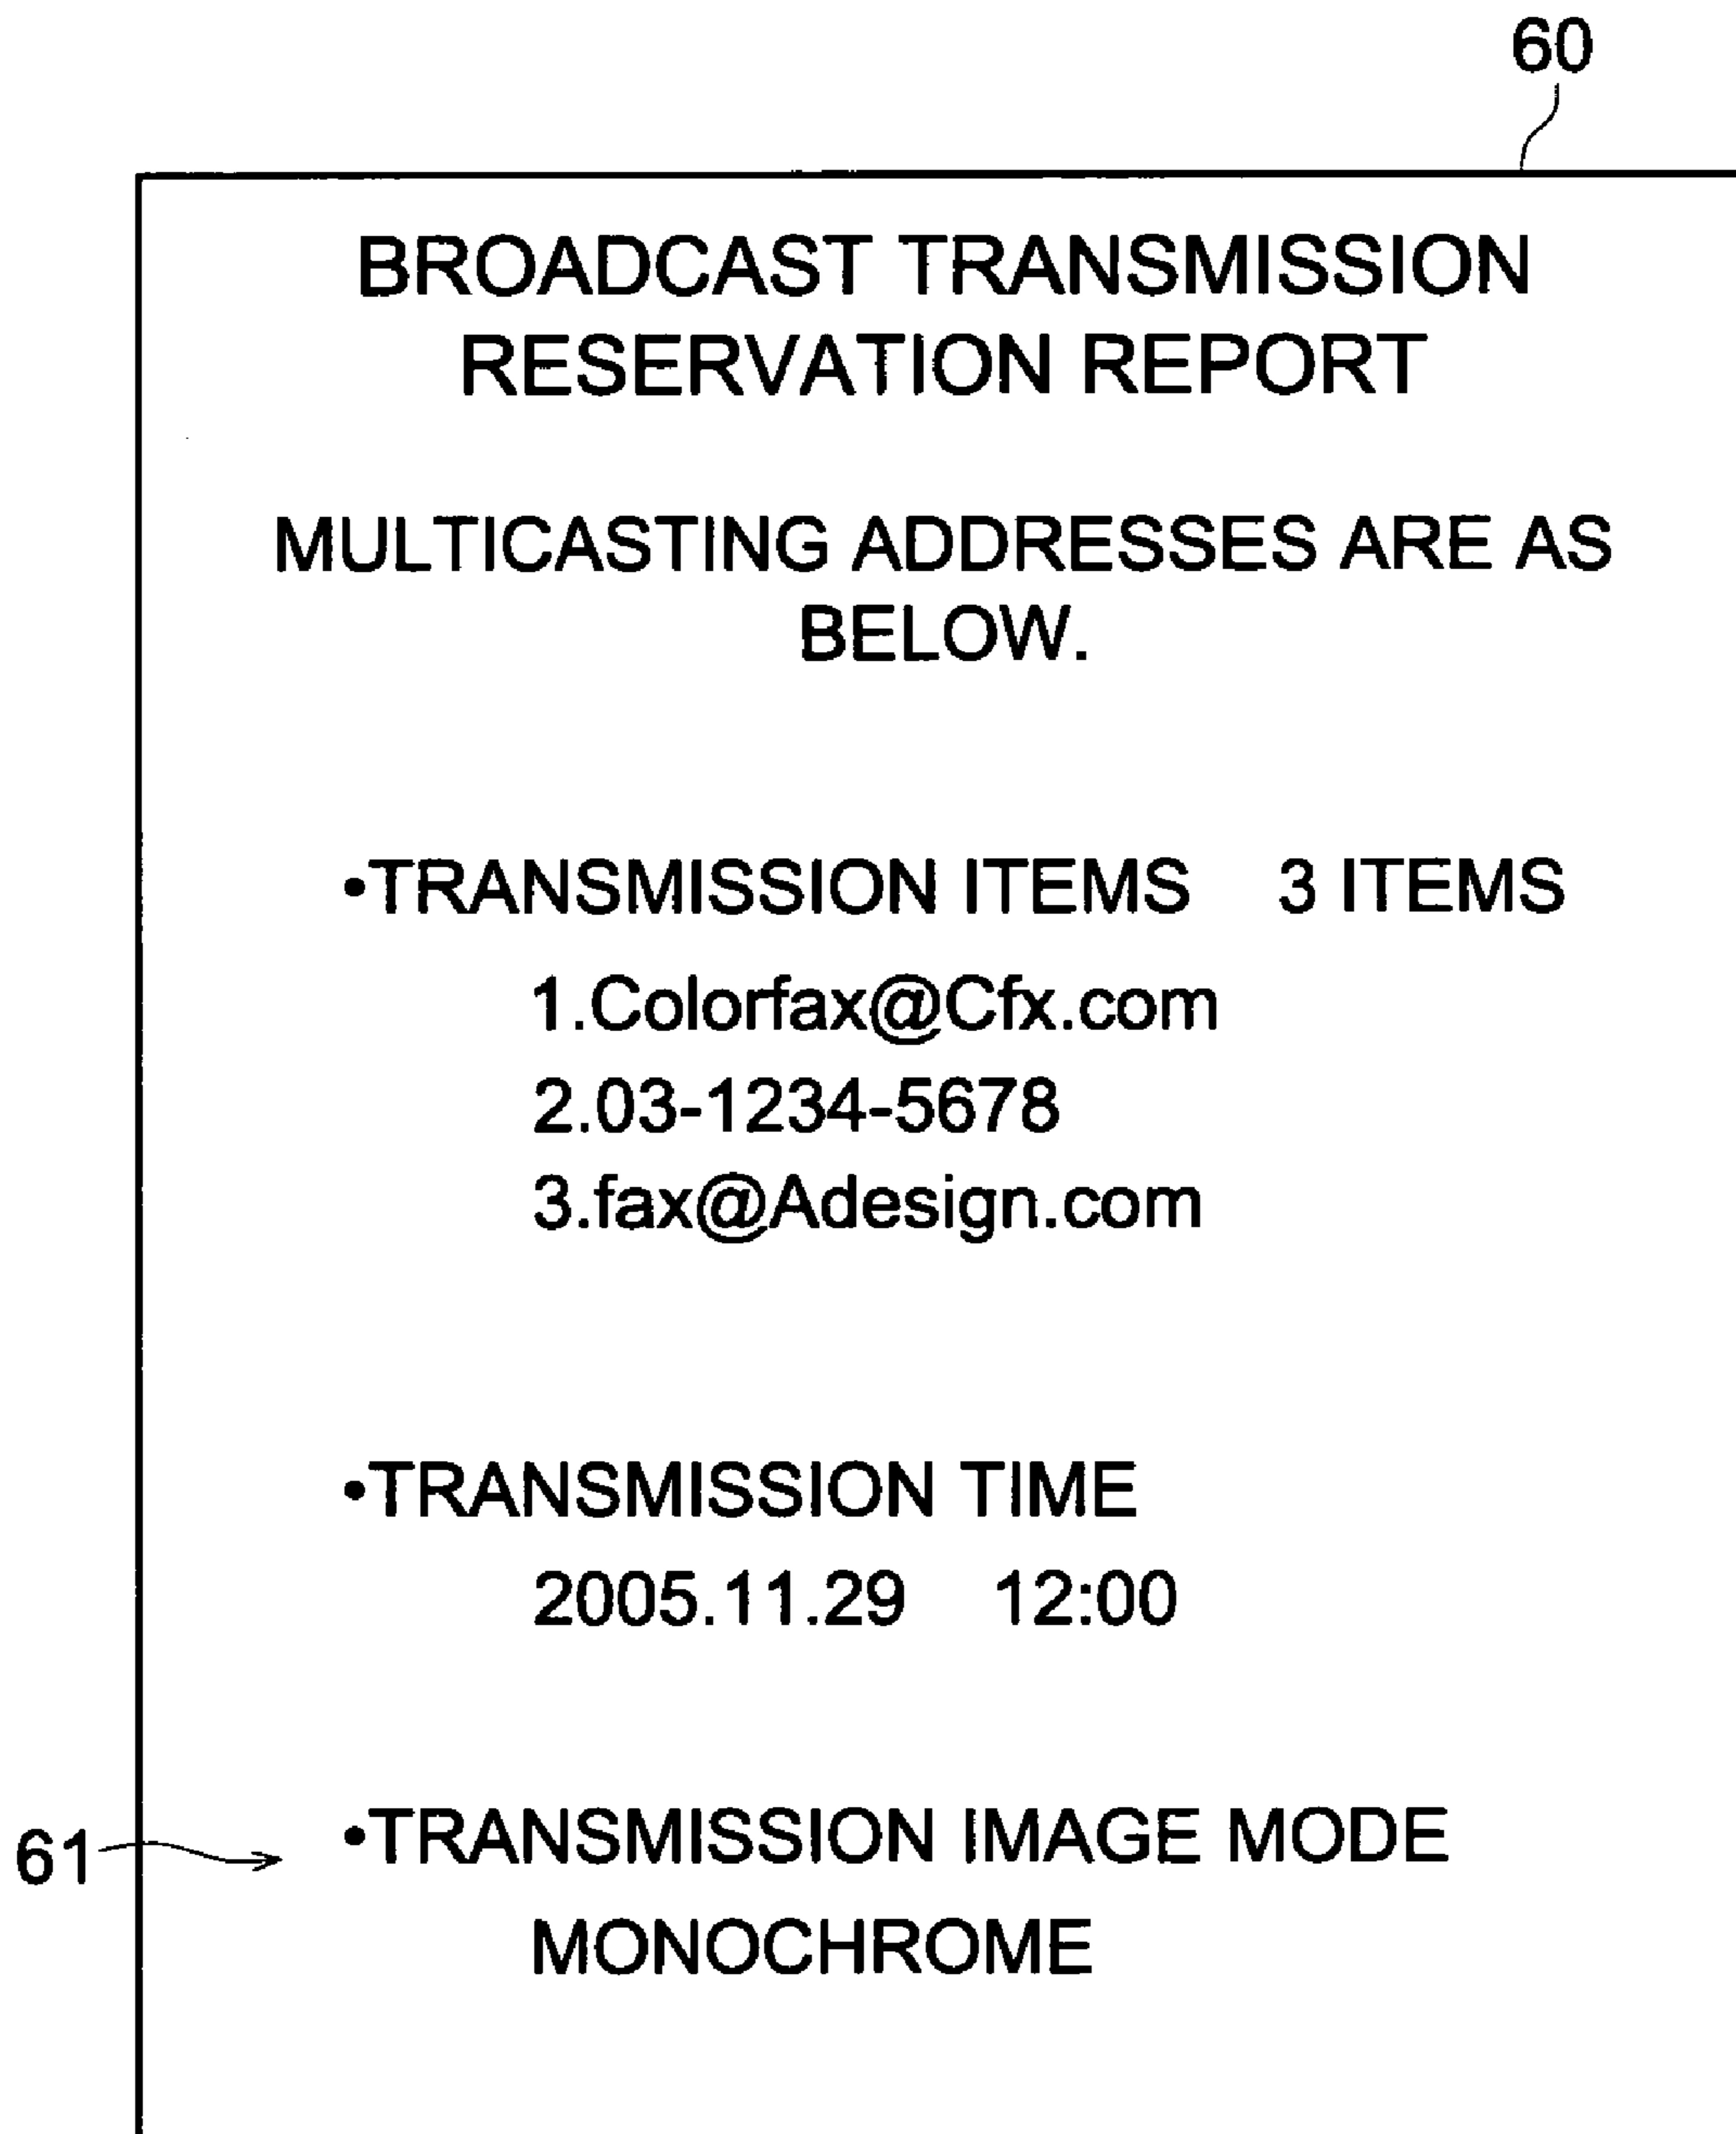 60
BROADCAST TRANSMISSION
RESERVATION REPORT
MULTICASTING ADDRESSES ARE AS
BELOW.
•TRANSMISSION ITEMS 3 ITEMS
1.Colorfax@Cfx.com
2.03-1234-5678
3.fax@Adesign.com
•TRANSMISSION TIME
2005.11.29 12:00
61
•TRANSMISSION IMAGE MODE
MONOCHROME